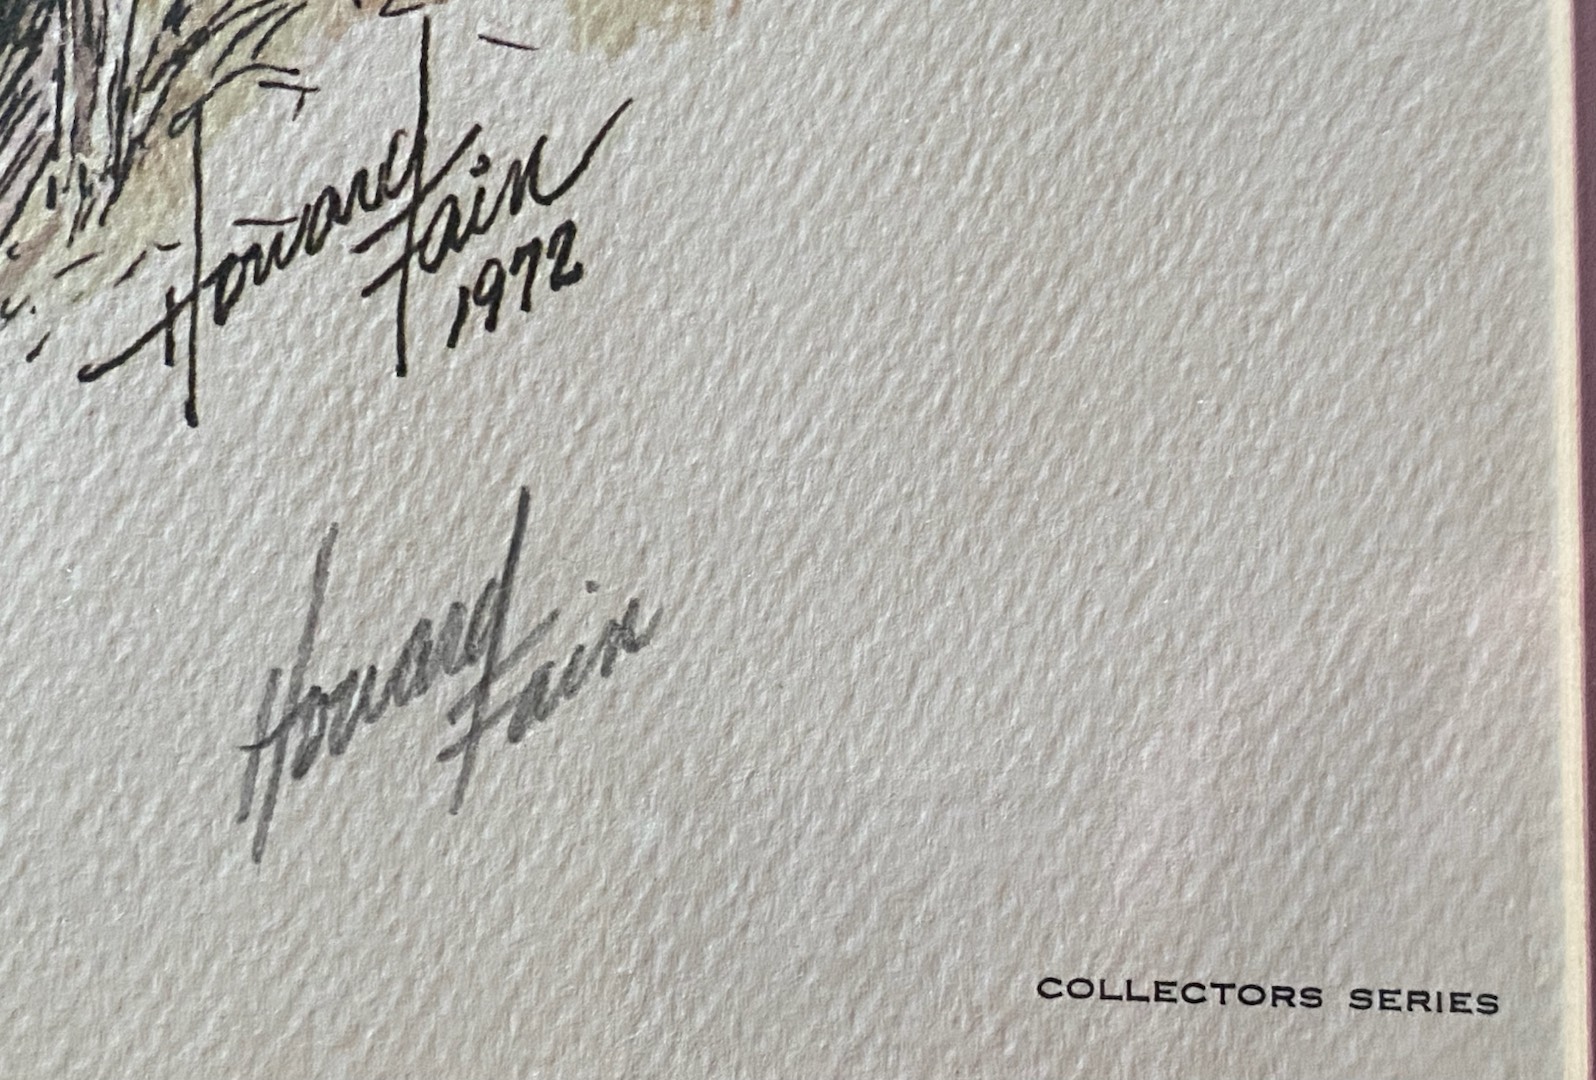 Howard
Fain
1972
Howard
Fain
COLLECTORS SERIES